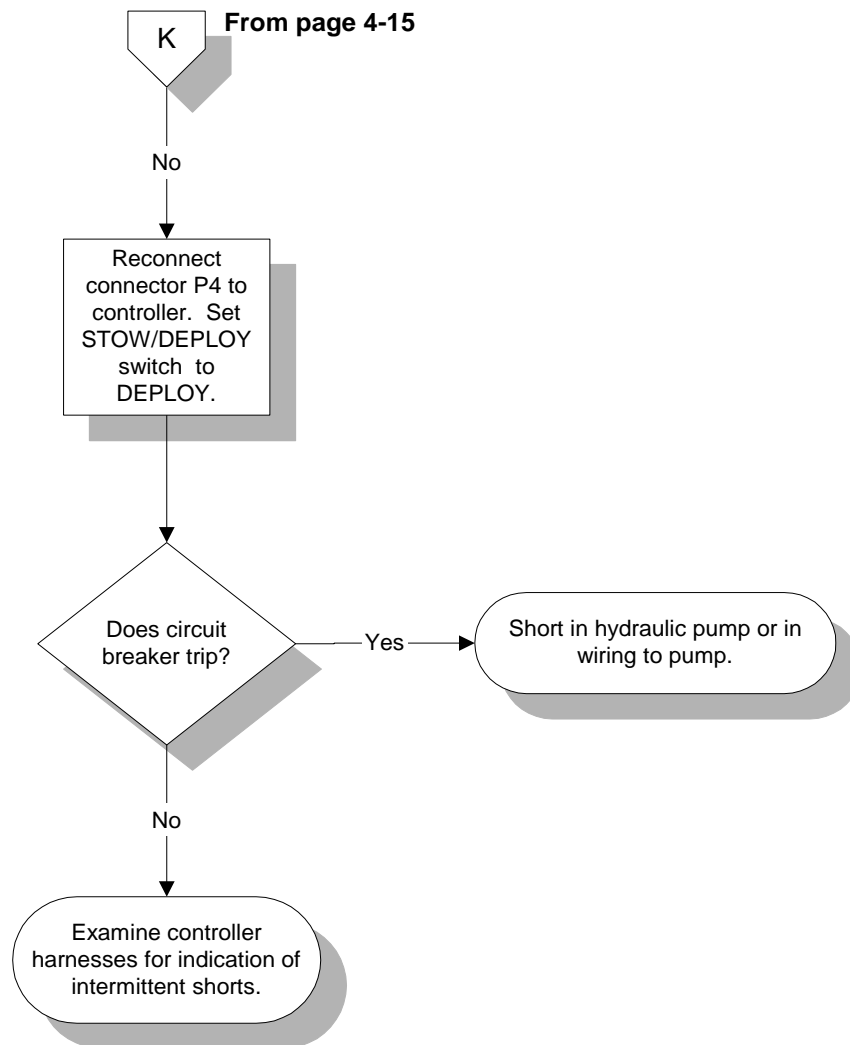 K
From page 4-15
No
Reconnect
connector P4 to
controller.  Set
STOW/DEPLOY
switch  to
DEPLOY.
Does circuit
breaker trip?
Yes
Short in hydraulic pump or in
wiring to pump.
No
Examine controller
harnesses for indication of
intermittent shorts.